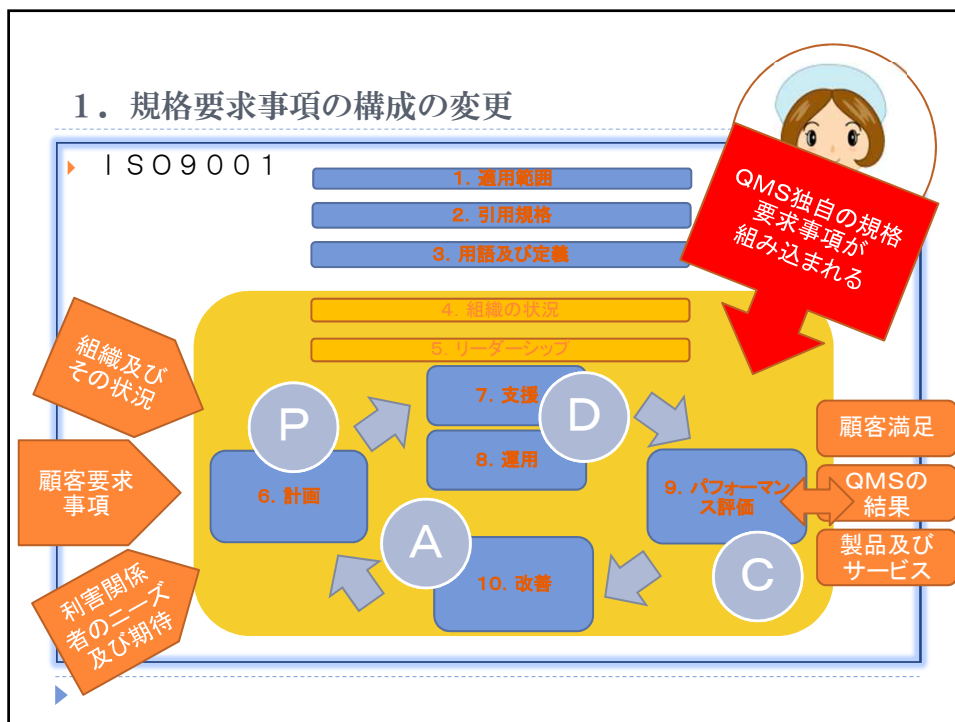 １．規格要求事項の構成の変更
ＩＳＯ９００１
1．適用範囲
2．引用規格
3．用語及び定義
QMS独自の規格
要求事項が
組み込まれる
4．組織の状況
5．リーダーシップ
組織及び
その状況
顧客要求
事項
利害関係
者のニーズ
及び期待
P
6．計画
7．支援
D
8．運用
9．パフォーマン
ス評価
C
A
10．改善
顧客満足
QMSの
結果
製品及び
サービス